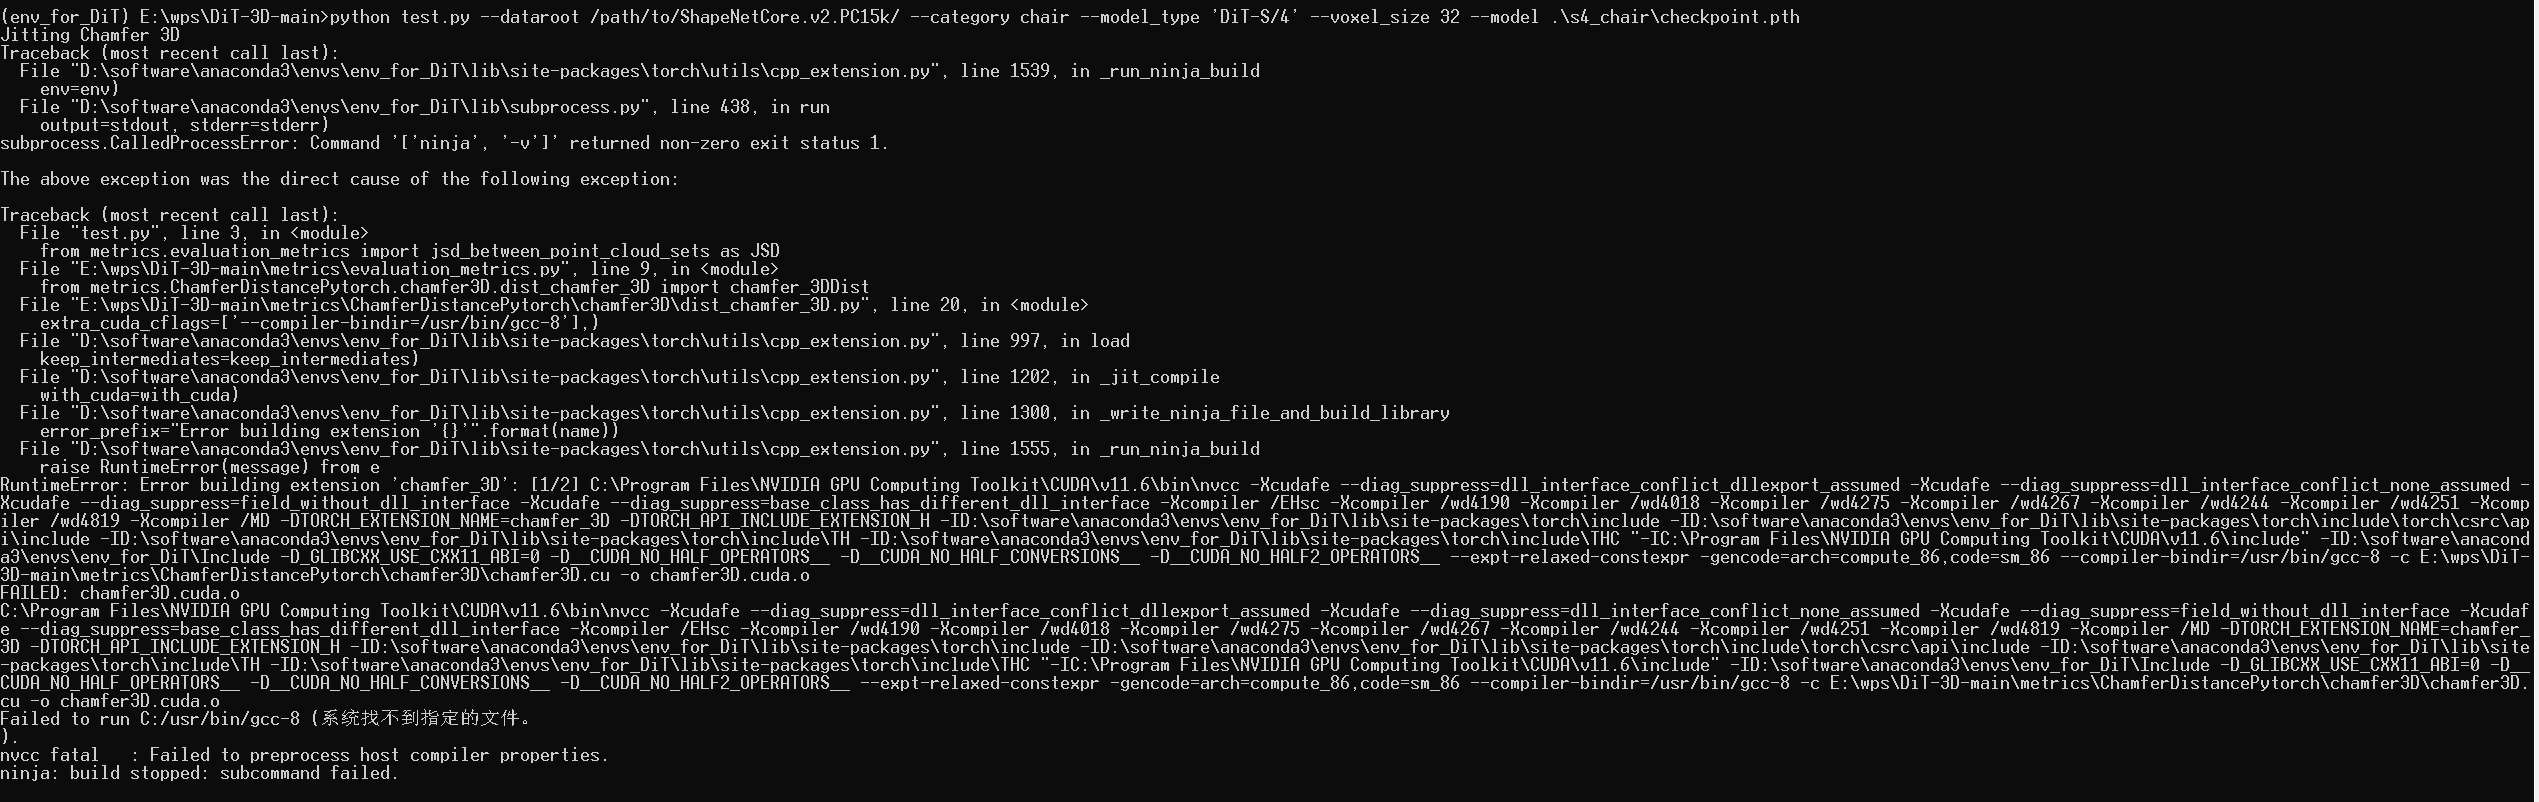 (env_for_DiT) E:\wps\DiT-3D-main>python test.py --dataroot /path/to/ShapeNetCore.v2.PC15k/ --category chair --model_type 'DiT-S/4' --voxel_size 32 --model .\s4_chair\checkpoint.pth
Jitting Chamfer 3D
Traceback (most recent call last):
  File "D:\software\anaconda3\envs\env_for_DiT\lib\site-packages\torch\utils\cpp_extension.py", line 1539, in _run_ninja_build
    env=env)
  File "D:\software\anaconda3\envs\env_for_DiT\lib\subprocess.py", line 438, in run
    output=stdout, stderr=stderr)
subprocess.CalledProcessError: Command '['ninja', '-v']' returned non-zero exit status 1.

The above exception was the direct cause of the following exception:

Traceback (most recent call last):
  File "test.py", line 3, in <module>
    from metrics.evaluation_metrics import jsd_between_point_cloud_sets as JSD
  File "E:\wps\DiT-3D-main\metrics\evaluation_metrics.py", line 9, in <module>
    from metrics.ChamferDistancePytorch.chamfer3D.dist_chamfer_3D import chamfer_3DDist
  File "E:\wps\DiT-3D-main\metrics\ChamferDistancePytorch\chamfer3D\dist_chamfer_3D.py", line 20, in <module>
    extra_cuda_cflags=['--compiler-bindir=/usr/bin/gcc-8'],)
  File "D:\software\anaconda3\envs\env_for_DiT\lib\site-packages\torch\utils\cpp_extension.py", line 997, in load
    keep_intermediates=keep_intermediates)
  File "D:\software\anaconda3\envs\env_for_DiT\lib\site-packages\torch\utils\cpp_extension.py", line 1202, in _jit_compile
    with_cuda=with_cuda)
  File "D:\software\anaconda3\envs\env_for_DiT\lib\site-packages\torch\utils\cpp_extension.py", line 1300, in _write_ninja_file_and_build_library
    error_prefix="Error building extension '{}'".format(name))
  File "D:\software\anaconda3\envs\env_for_DiT\lib\site-packages\torch\utils\cpp_extension.py", line 1555, in _run_ninja_build
    raise RuntimeError(message) from e
RuntimeError: Error building extension 'chamfer_3D': [1/2] C:\Program Files\NVIDIA GPU Computing Toolkit\CUDA\v11.6\bin\nvcc -Xcudafe --diag_suppress=dll_interface_conflict_dllexport_assumed -Xcudafe --diag_suppress=dll_interface_conflict_none_assumed -
Xcudafe --diag_suppress=field_without_dll_interface -Xcudafe --diag_suppress=base_class_has_different_dll_interface -Xcompiler /EHsc -Xcompiler /wd4190 -Xcompiler /wd4018 -Xcompiler /wd4275 -Xcompiler /wd4267 -Xcompiler /wd4244 -Xcompiler /wd4251 -Xcomp
iler /wd4819 -Xcompiler /MD -DTORCH_EXTENSION_NAME=chamfer_3D -DTORCH_API_INCLUDE_EXTENSION_H -ID:\software\anaconda3\envs\env_for_DiT\lib\site-packages\torch\include -ID:\software\anaconda3\envs\env_for_DiT\lib\site-packages\torch\include\torch\csrc\ap
i\include -ID:\software\anaconda3\envs\env_for_DiT\lib\site-packages\torch\include\TH -ID:\software\anaconda3\envs\env_for_DiT\lib\site-packages\torch\include\THC "-IC:\Program Files\NVIDIA GPU Computing Toolkit\CUDA\v11.6\include" -ID:\software\anacond
a3\envs\env_for_DiT\Include -D_GLIBCXX_USE_CXX11_ABI=0 -D__CUDA_NO_HALF_OPERATORS__ -D__CUDA_NO_HALF_CONVERSIONS__ -D__CUDA_NO_HALF2_OPERATORS__ --expt-relaxed-constexpr -gencode=arch=compute_86,code=sm_86 --compiler-bindir=/usr/bin/gcc-8 -c E:\wps\DiT-
3D-main\metrics\ChamferDistancePytorch\chamfer3D\chamfer3D.cu -o chamfer3D.cuda.o
FAILED: chamfer3D.cuda.o
C:\Program Files\NVIDIA GPU Computing Toolkit\CUDA\v11.6\bin\nvcc -Xcudafe --diag_suppress=dll_interface_conflict_dllexport_assumed -Xcudafe --diag_suppress=dll_interface_conflict_none_assumed -Xcudafe --diag_suppress=field_without_dll_interface -Xcudaf
e --diag_suppress=base_class_has_different_dll_interface -Xcompiler /EHsc -Xcompiler /wd4190 -Xcompiler /wd4018 -Xcompiler /wd4275 -Xcompiler /wd4267 -Xcompiler /wd4244 -Xcompiler /wd4251 -Xcompiler /wd4819 -Xcompiler /MD -DTORCH_EXTENSION_NAME=chamfer_
3D -DTORCH_API_INCLUDE_EXTENSION_H -ID:\software\anaconda3\envs\env_for_DiT\lib\site-packages\torch\include -ID:\software\anaconda3\envs\env_for_DiT\lib\site-packages\torch\include\torch\csrc\api\include -ID:\software\anaconda3\envs\env_for_DiT\lib\site
-packages\torch\include\TH -ID:\software\anaconda3\envs\env_for_DiT\lib\site-packages\torch\include\THC "-IC:\Program Files\NVIDIA GPU Computing Toolkit\CUDA\v11.6\include" -ID:\software\anaconda3\envs\env_for_DiT\Include -D_GLIBCXX_USE_CXX11_ABI=0 -D__
CUDA_NO_HALF_OPERATORS__ -D__CUDA_NO_HALF_CONVERSIONS__ -D__CUDA_NO_HALF2_OPERATORS__ --expt-relaxed-constexpr -gencode=arch=compute_86,code=sm_86 --compiler-bindir=/usr/bin/gcc-8 -c E:\wps\DiT-3D-main\metrics\ChamferDistancePytorch\chamfer3D\chamfer3D.
cu -o chamfer3D.cuda.o
Failed to run C:/usr/bin/gcc-8 (系统找不到指定的文件。
).
nvcc fatal   : Failed to preprocess host compiler properties.
ninja: build stopped: subcommand failed.